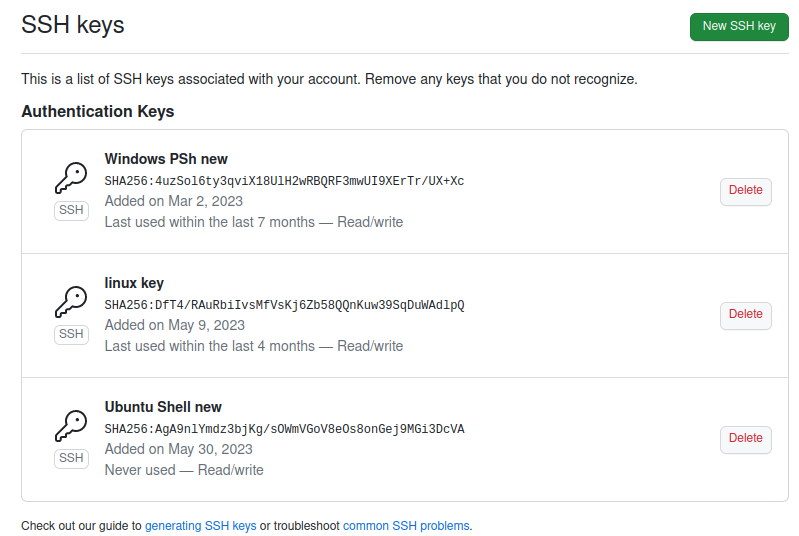 SSH keys
New SSH key
This is a list of SSH keys associated with your account. Remove any keys that you do not recognize.
Authentication Keys
Windows PSh new
SHA256:4uzSol6ty3qviX18UlH2wRBQRF3mwUI9XErTr/UX+Xc
Added on Mar 2, 2023
Last used within the last 7 months — Read/write
SSH
Delete
linux key
SHA256:DfT4/RAuRbiIvsMfVsKj6Zb58QQnKuw39SqDuWAdlpQ
Added on May 9, 2023
Last used within the last 4 months — Read/write
SSH
Delete
Ubuntu Shell new
SHA256:AgA9nlYmdz3bjKg/sOWmVGoV8eOs8onGej9MGi3DcVA
Added on May 30, 2023
Never used — Read/write
SSH
Delete
Check out our guide to generating SSH keys or troubleshoot common SSH problems.